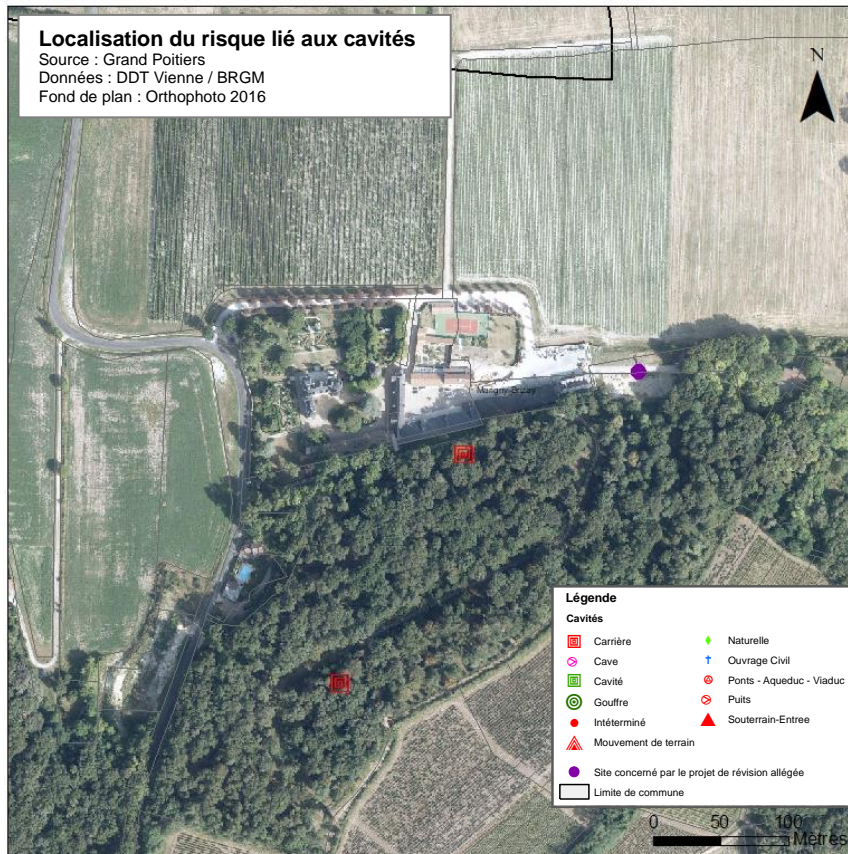 Localisation du risque lié aux cavités
Source : Grand Poitiers
Données : DDT Vienne / BRGM
Fond de plan : Orthophoto 2016
N
Marigny-Brizay
Légende
Cavités
Carrière
Cave
Cavité
Gouffre
Intéterminé
Mouvement de terrain
Naturelle
Ouvrage Civil
Ponts - Aqueduc - Viaduc
Puits
Souterrain-Entree
Site concerné par le projet de révision allégée
Limite de commune
0 50 100
Mètres